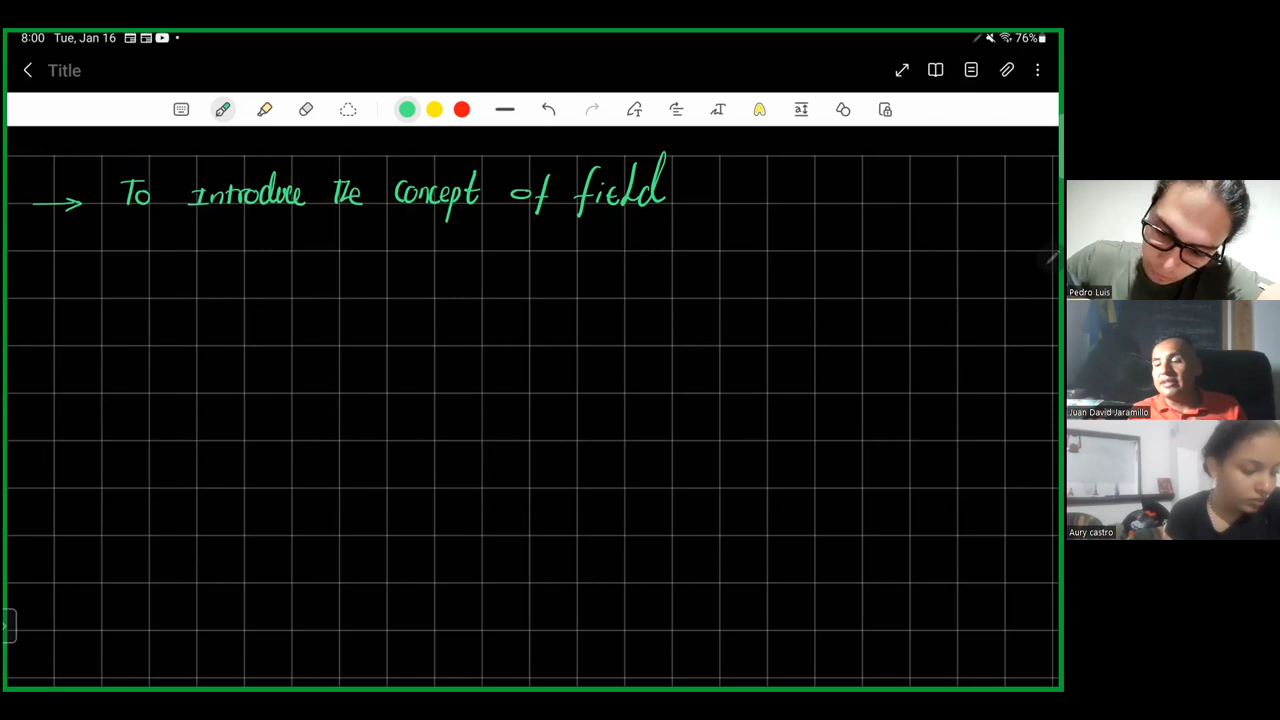 8:00 Tue, Jan 16 76%
Title
→ To Introduce the concept of field
Pedro Luis
Juan David Jaramillo
Aury castro